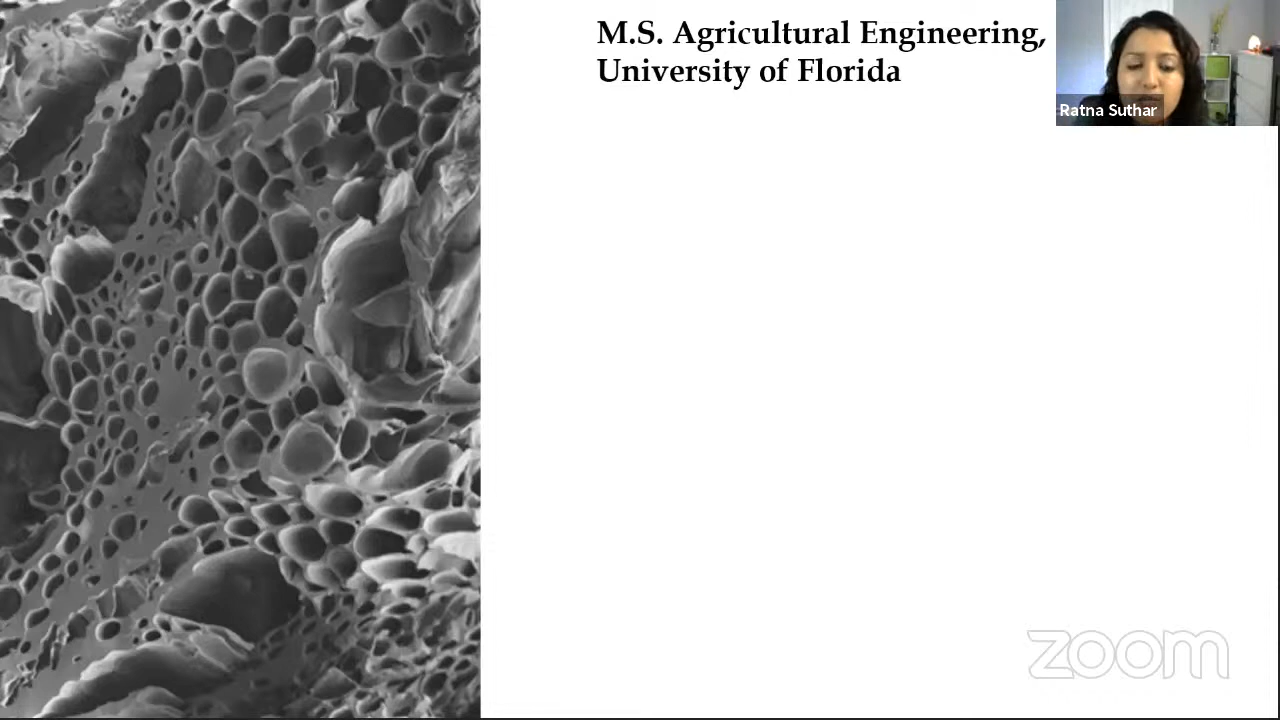 M.S. Agricultural Engineering,
University of Florida
Ratna Suthar
zoom